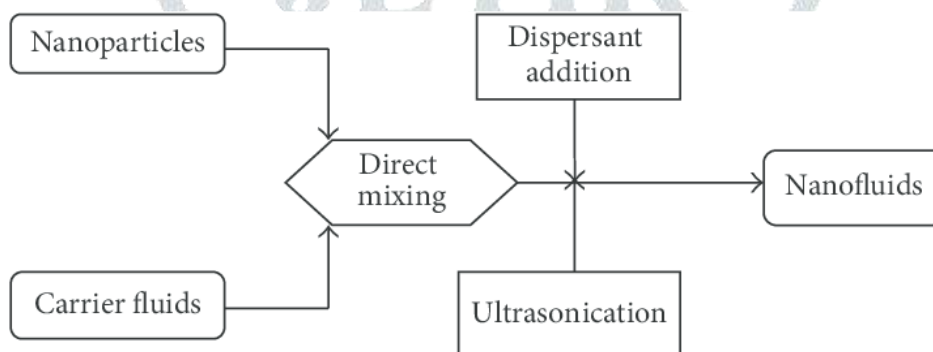 Nanoparticles
Dispersant
addition
Direct
mixing
Nanofluids
Carrier fluids
Ultrasonication